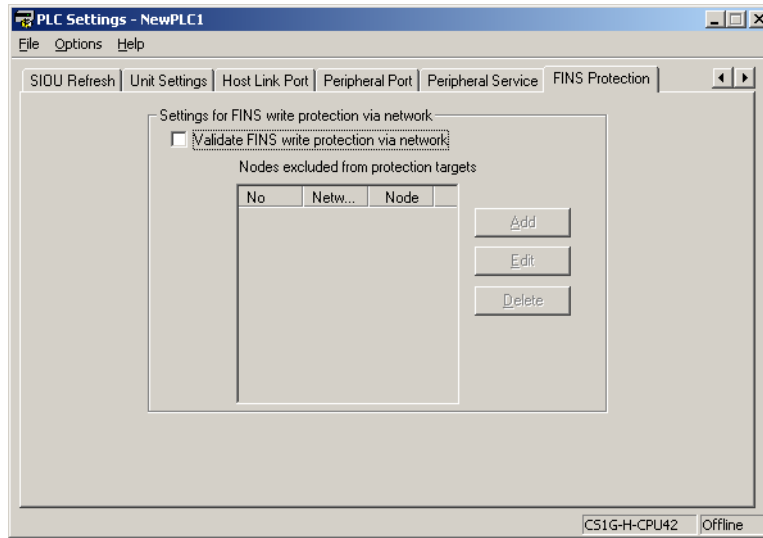 PLC Settings - NewPLC1
File Options Help
SIOU Refresh Unit Settings Host Link Port Peripheral Port Peripheral Service FINS Protection
Settings for FINS write protection via network
Validate FINS write protection via network
Nodes excluded from protection targets
No Netw... Node
Add
Edit
Delete
CS1G-H-CPU42 Offline